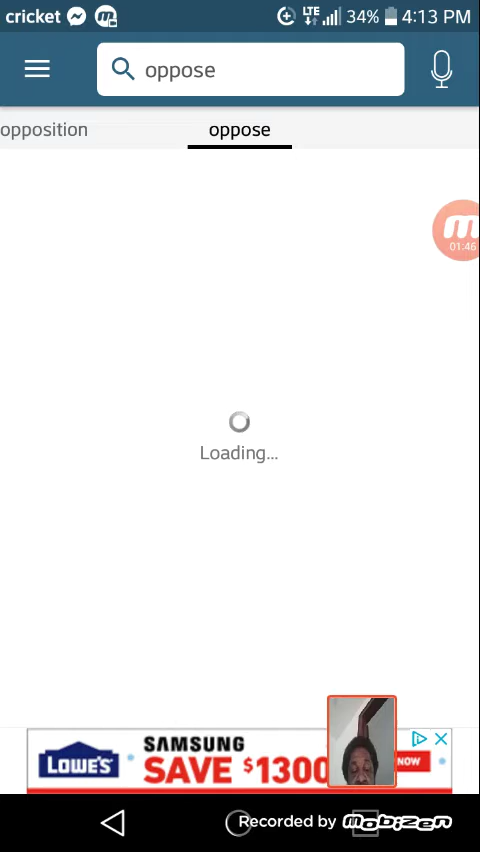 cricket LTE 34% 4:13 PM
oppose
opposition oppose
01:46
Loading...
LOWE'S SAMSUNG
SAVE $1300 NOW
Recorded by mobizen